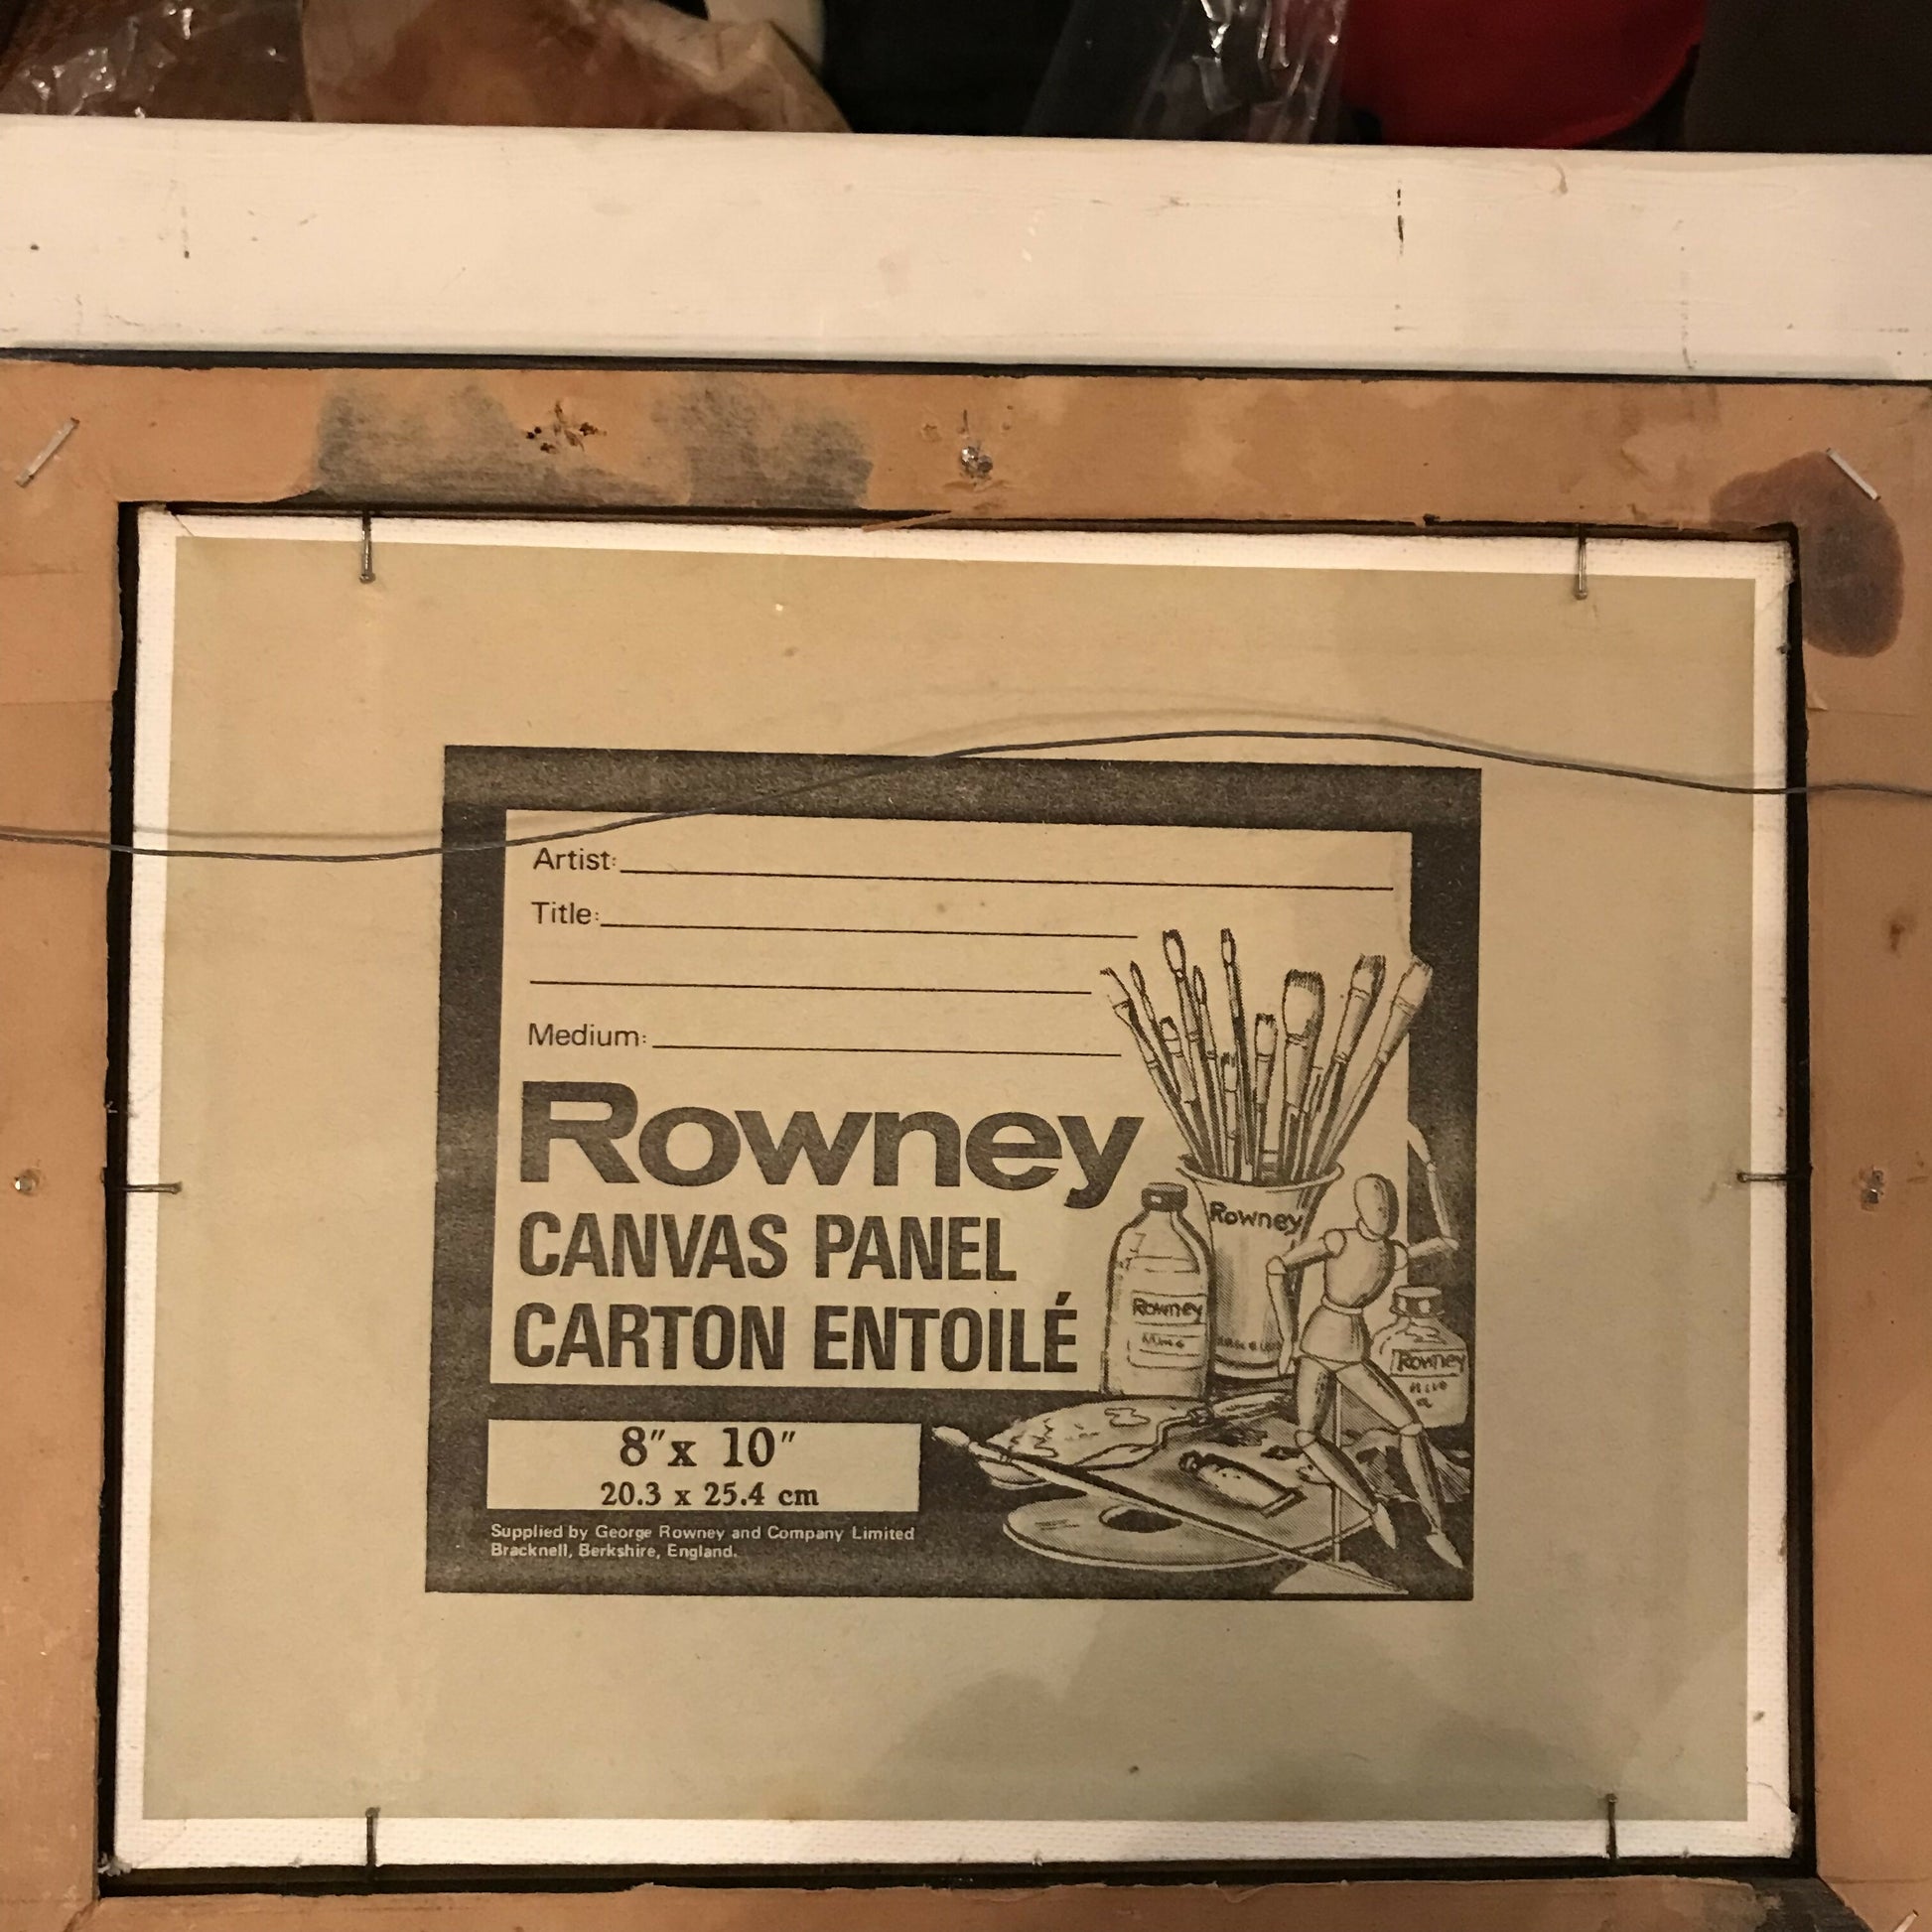 Artist:
Title:
Medium:
Rowney
CANVAS PANEL
CARTON ENTOILÉ
Rowney
Rowney
Rowney
8″x 10″
20.3 x 25.4 cm
Supplied by George Rowney and Company Limited
Bracknell, Berkshire, England.